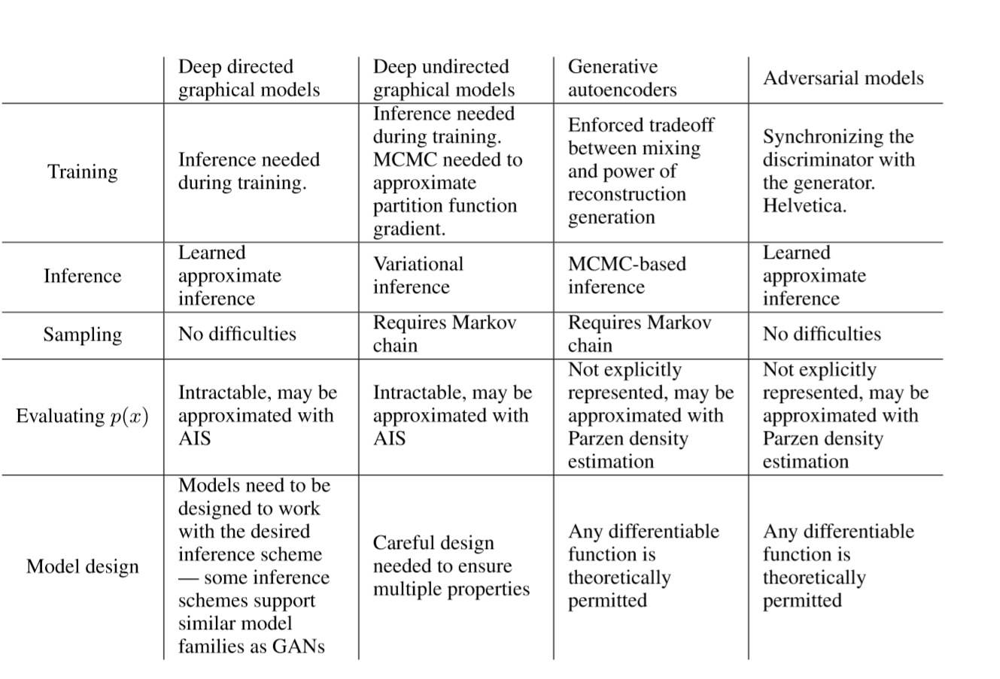 Deep directed
graphical models
Deep undirected
graphical models
Generative
autoencoders
Adversarial models
Training
Inference needed
during training.
Inference needed
during training.
MCMC needed to
approximate
partition function
gradient.
Enforced tradeoff
between mixing
and power of
reconstruction
generation
Synchronizing the
discriminator with
the generator.
Helvetica.
Inference
Learned
approximate
inference
Variational
inference
MCMC-based
inference
Learned
approximate
inference
Sampling
No difficulties
Requires Markov
chain
Requires Markov
chain
No difficulties
Evaluating p(x)
Intractable, may be
approximated with
AIS
Intractable, may be
approximated with
AIS
Not explicitly
represented, may be
approximated with
Parzen density
estimation
Not explicitly
represented, may be
approximated with
Parzen density
estimation
Model design
Models need to be
designed to work
with the desired
inference scheme
— some inference
schemes support
similar model
families as GANs
Careful design
needed to ensure
multiple properties
Any differentiable
function is
theoretically
permitted
Any differentiable
function is
theoretically
permitted